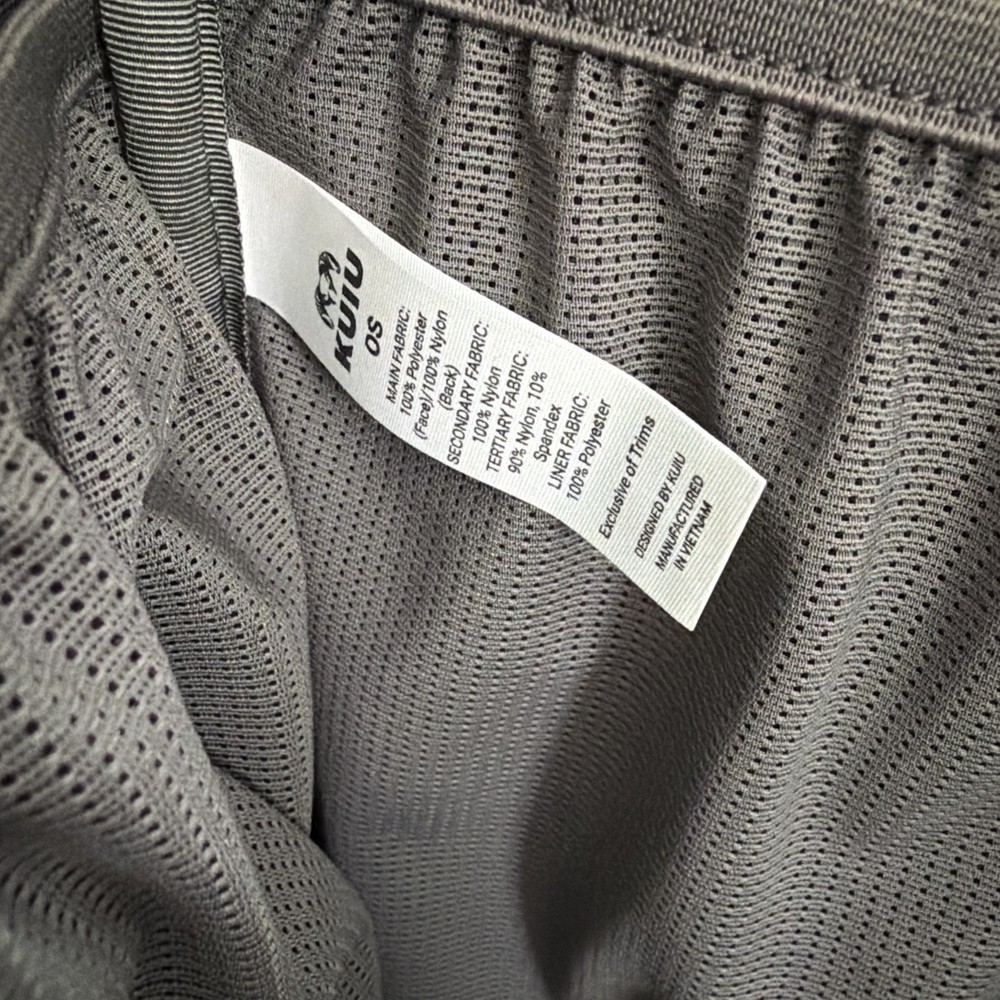 KUIU
OS
MAIN FABRIC:
100% Polyester
(Face)/100% Nylon
(Back)
SECONDARY FABRIC:
100% Nylon
TERTIARY FABRIC:
90% Nylon, 10%
Spandex
LINER FABRIC:
100% Polyester
Exclusive of Trims
DESIGNED BY KUIU
MANUFACTURED
IN VIETNAM